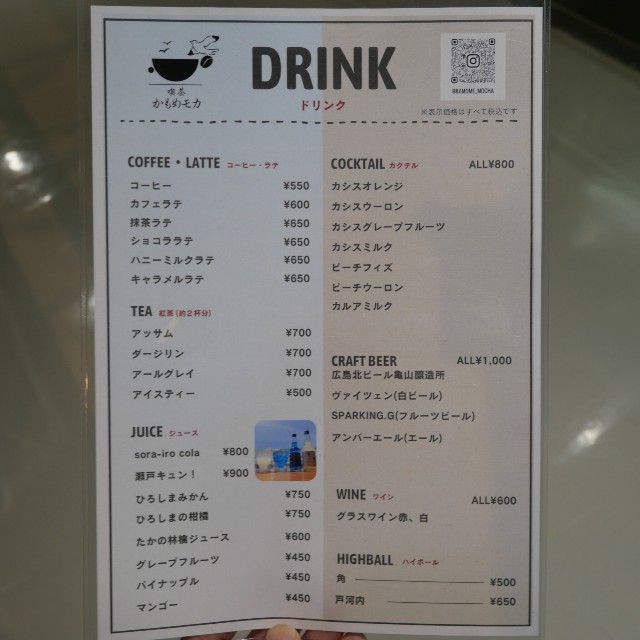 喫茶
かもめモカ
DRINK
ドリンク
@KAMOME_MOCHA
※表示価格はすべて税込です
COFFEE・LATTE コーヒー・ラテ
コーヒー ¥550
カフェラテ ¥600
抹茶ラテ ¥650
ショコララテ ¥650
ハニーミルクラテ ¥650
キャラメルラテ ¥650
TEA 紅茶(約2杯分)
アッサム ¥700
ダージリン ¥700
アールグレイ ¥700
アイスティー ¥500
JUICE ジュース
sora-iro cola ¥800
瀬戸キュン！ ¥900
ひろしまみかん ¥750
ひろしまの柑橘 ¥750
たかの林檎ジュース ¥600
グレープフルーツ ¥450
パイナップル ¥450
マンゴー ¥450
COCKTAIL カクテル ALL¥800
カシスオレンジ
カシスウーロン
カシスグレープフルーツ
カシスミルク
ピーチフィズ
ピーチウーロン
カルアミルク
CRAFT BEER ALL¥1,000
広島北ビール亀山醸造所
ヴァイツェン(白ビール)
SPARKING.G(フルーツビール)
アンバーエール(エール)
WINE ワイン ALL¥600
グラスワイン赤、白
HIGHBALL ハイボール
角 ¥500
戸河内 ¥650